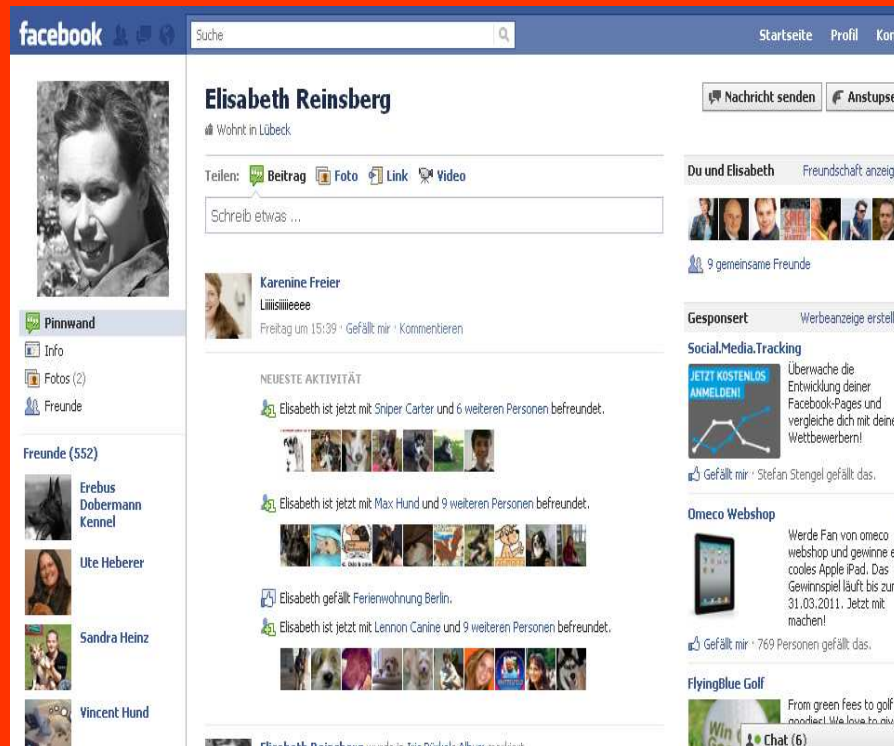 facebook
Suche
Startseite Profil
Elisabeth Reinsberg
Wohnt in Lübeck
Nachricht senden
Teilen: Beitrag Foto Link Video
Schreib etwas ...
Karenine Freier
Liiiisiiiieeee
Freitag um 15:39 · Gefällt mir · Kommentieren
NEUESTE AKTIVITÄT
Elisabeth ist jetzt mit Sniper Carter und 6 weiteren Personen befreundet.
Elisabeth ist jetzt mit Max Hund und 9 weiteren Personen befreundet.
Elisabeth gefällt Ferienwohnung Berlin.
Elisabeth ist jetzt mit Lennon Canine und 9 weiteren Personen befreundet.
Pinnwand
Info
Fotos (2)
Freunde
Freunde (552)
Erebus
Dobermann
Kennel
Ute Heberer
Sandra Heinz
Vincent Hund
Du und Elisabeth Freundschaft
9 gemeinsame Freunde
Gesponsert Werbeanzeige
Social.Media.Tracking
JETZT KOSTENLOS
ANMELDEN!
Überwache die
Entwicklung deiner
Facebook-Pages und
vergleiche dich mit
Wettbewerbern!
Gefällt mir · Stefan Stengel gefällt das.
Omeco Webshop
Werde Fan von omeco
webshop und gewinne
cooles Apple iPad. Das
Gewinnspiel läuft bis
31.03.2011. Jetzt mit
machen!
Gefällt mir · 769 Personen gefällt das.
FlyingBlue Golf
From green fees to golf
Win
Chat (6)